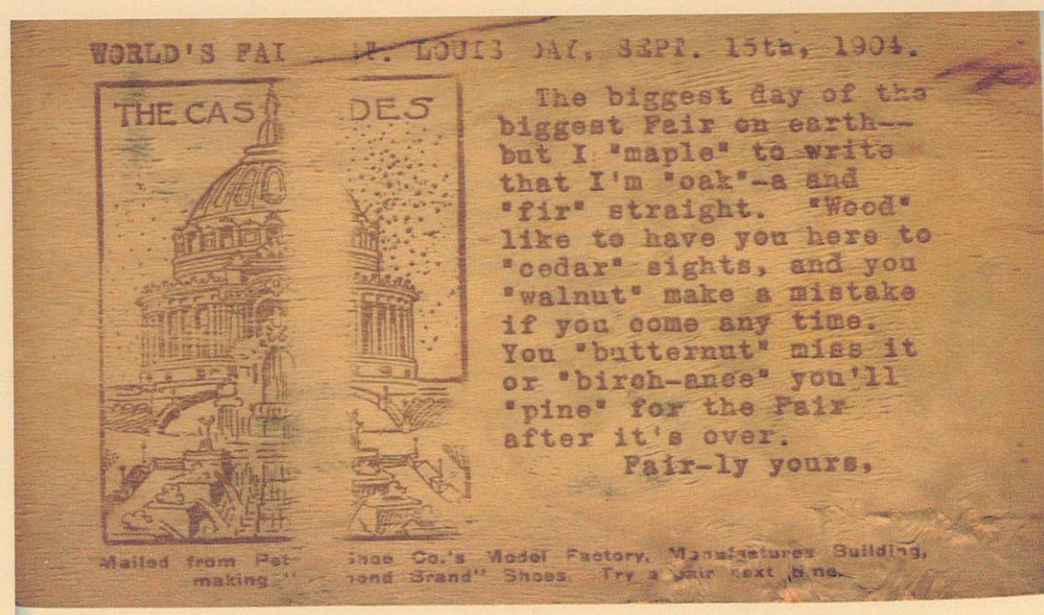 WORLD'S FAI T. LOUIS DAY, SEPT. 15th, 1904.
THE CAS DES
The biggest day of the
biggest Fair on earth--
but I "maple" to write
that I'm "oak"-a and
"fir" straight. "Wood"
like to have you here to
"cedar" sights, and you
"walnut" make a mistake
if you come any time.
You "butternut" miss it
or "birch-ance" you'll
"pine" for the Fair
after it's over.
Fair-ly yours,
Mailed from Pet Shoe Co.'s Model Factory, Manufactures Building,
making " mond Brand" Shoes. Try a pair next time.